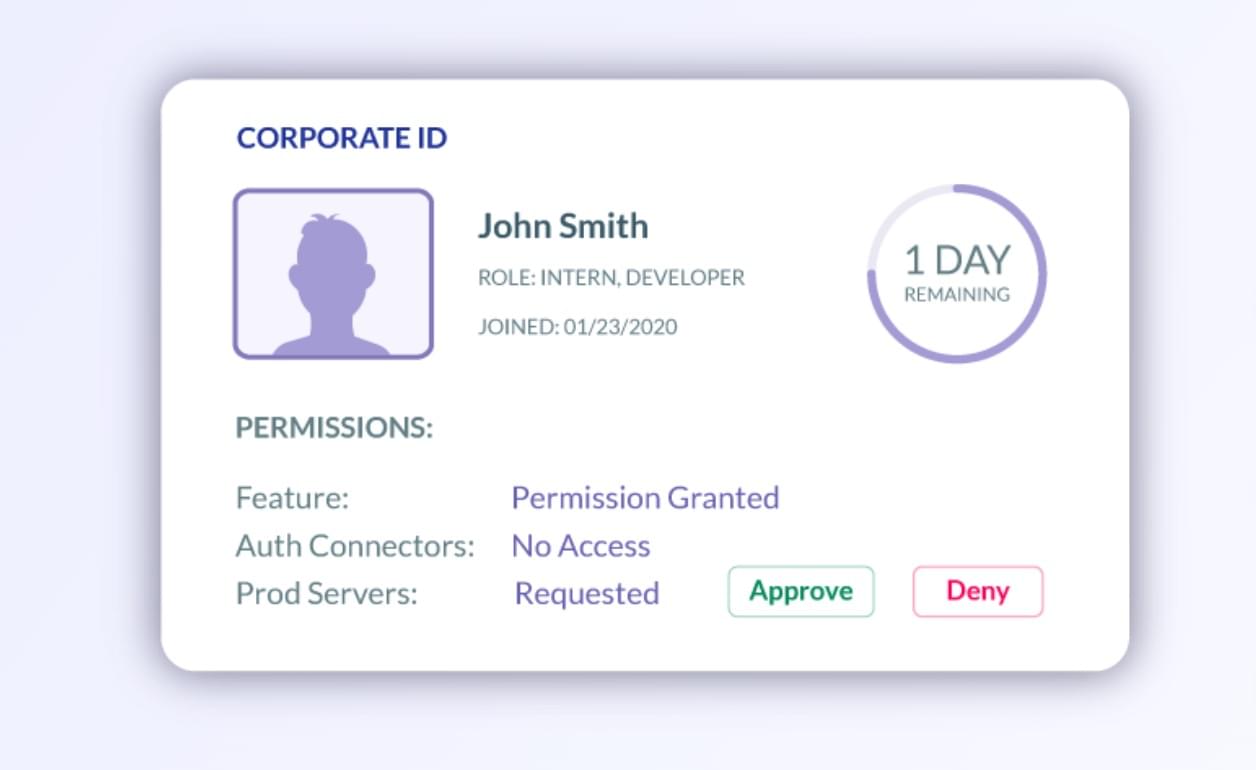 CORPORATE ID
John Smith
ROLE: INTERN, DEVELOPER
JOINED: 01/23/2020
1 DAY
REMAINING
PERMISSIONS:
Feature: Permission Granted
Auth Connectors: No Access
Prod Servers: Requested Approve Deny